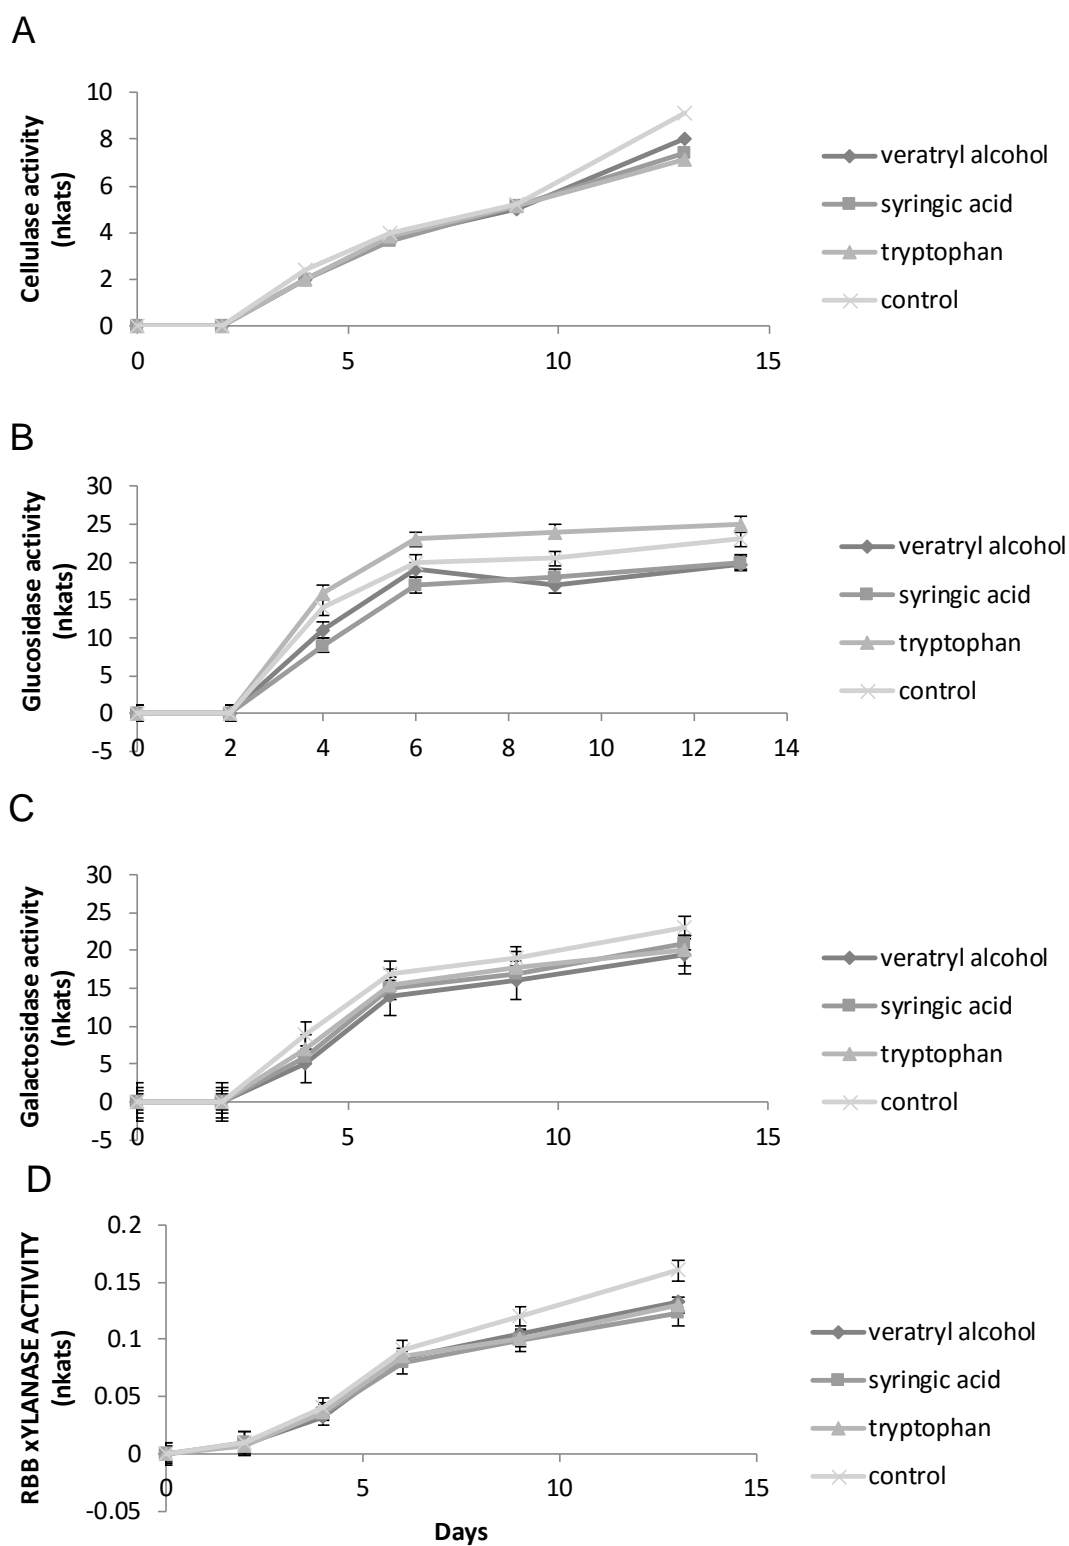 A
Cellulase activity
(nkats)
10
8
6
4
2
0
0 5 10 15
veratryl alcohol
syringic acid
tryptophan
control
B
Glucosidase activity
(nkats)
30
25
20
15
10
5
0
-5
0 2 4 6 8 10 12 14
veratryl alcohol
syringic acid
tryptophan
control
C
Galactosidase activity
(nkats)
30
25
20
15
10
5
0
-5
0 5 10 15
veratryl alcohol
syringic acid
tryptophan
control
D
RBB xYLANASE ACTIVITY
(nkats)
0.2
0.15
0.1
0.05
0
-0.05
0 5 10 15
Days
veratryl alcohol
syringic acid
tryptophan
control